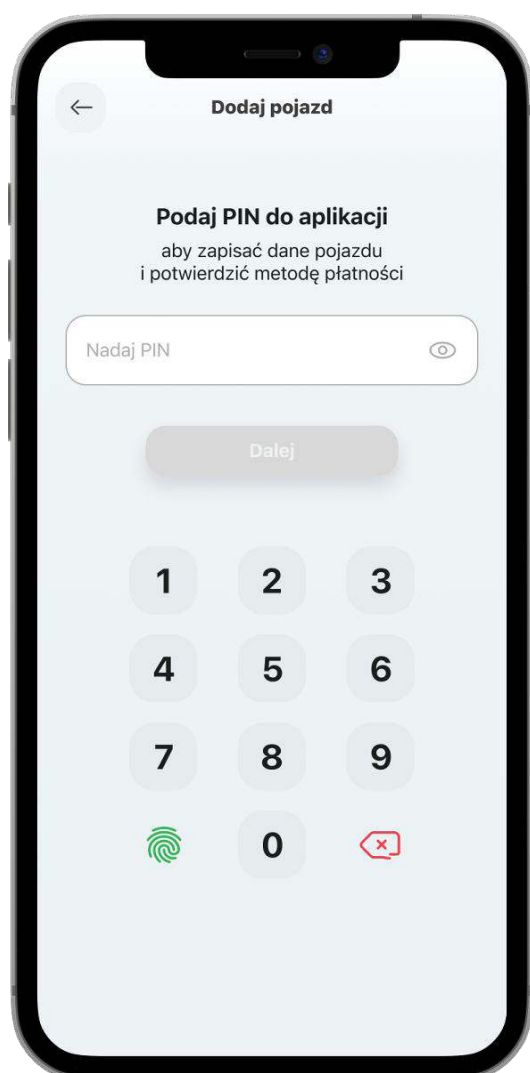 Dodaj pojazd
Podaj PIN do aplikacji
aby zapisać dane pojazdu
i potwierdzić metodę płatności
Nadaj PIN
Dalej
1 2 3
4 5 6
7 8 9
0